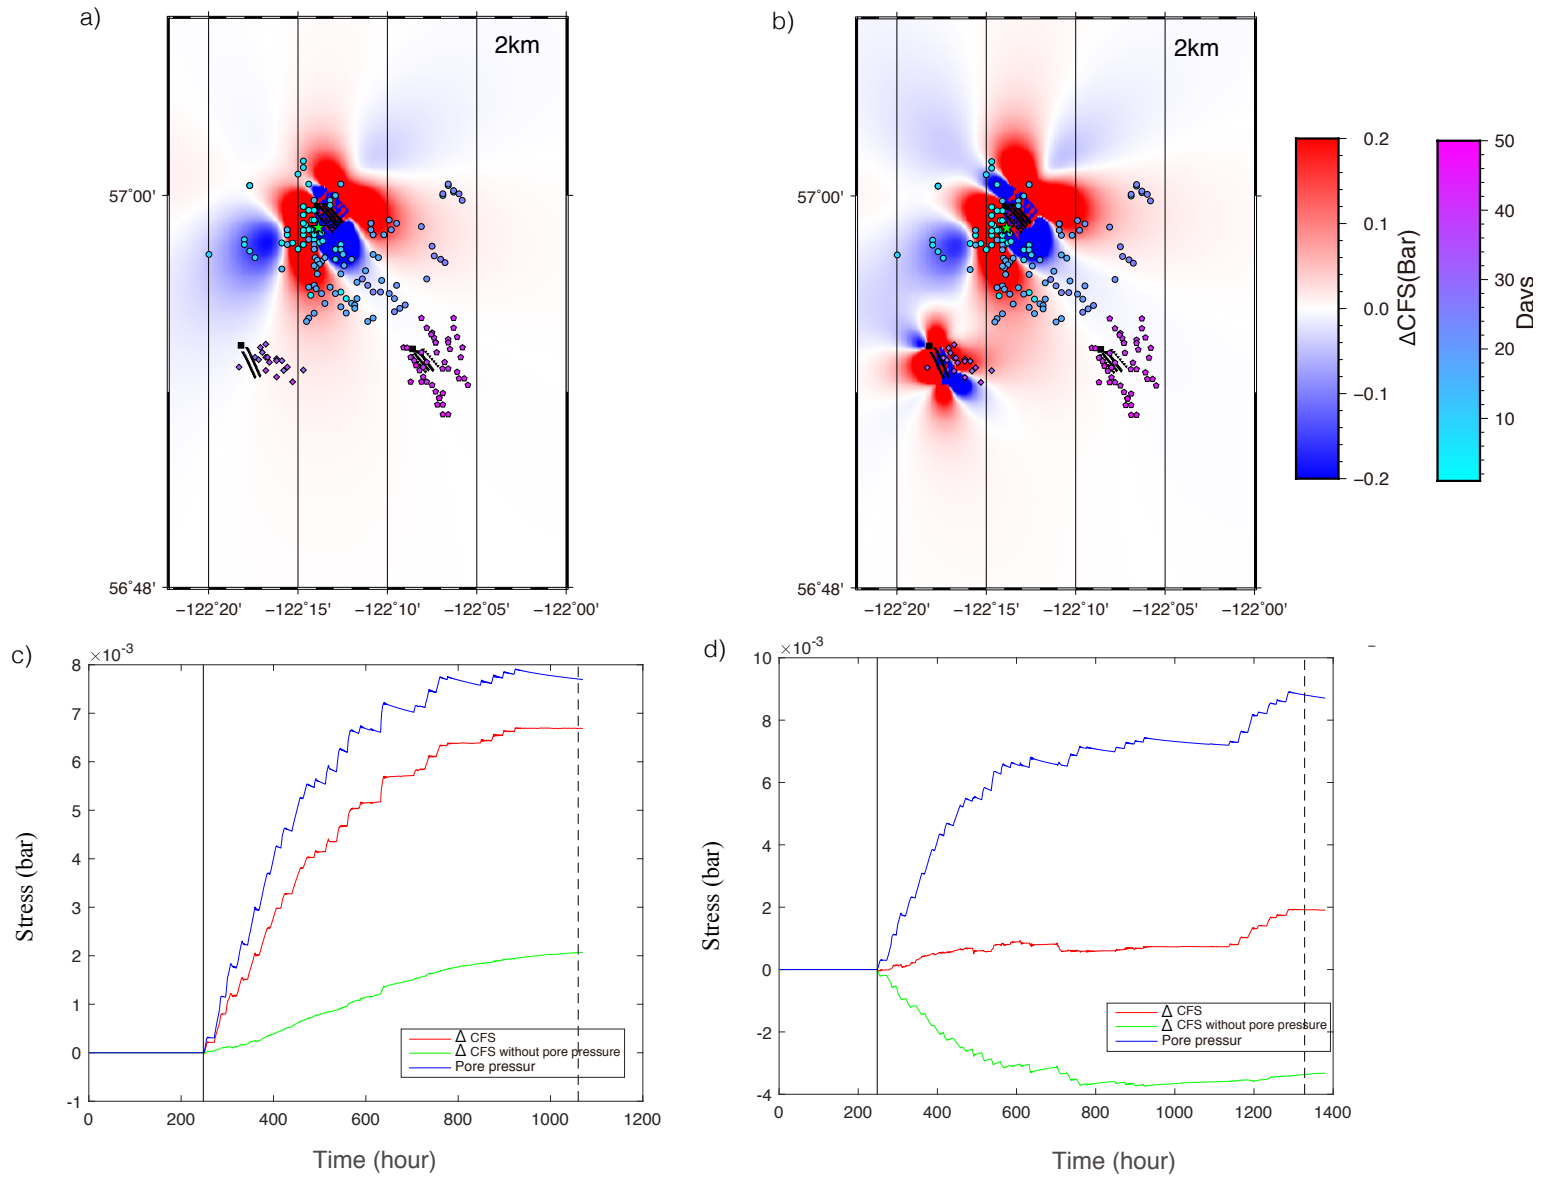 a)
2km
57°00'
56°48'
−122°20' −122°15' −122°10' −122°05' −122°00'
b)
2km
57°00'
56°48'
−122°20' −122°15' −122°10' −122°05' −122°00'
0.2
0.1
0.0
−0.1
−0.2
ΔCFS(Bar)
50
40
30
20
10
Days
c)
×10⁻³
8
7
6
5
4
3
2
1
0
-1
Stress (bar)
0 200 400 600 800 1000 1200
Time (hour)
Δ CFS
Δ CFS without pore pressure
Pore pressur
d)
×10⁻³
10
8
6
4
2
0
-2
-4
Stress (bar)
0 200 400 600 800 1000 1200 1400
Time (hour)
Δ CFS
Δ CFS without pore pressure
Pore pressur
–